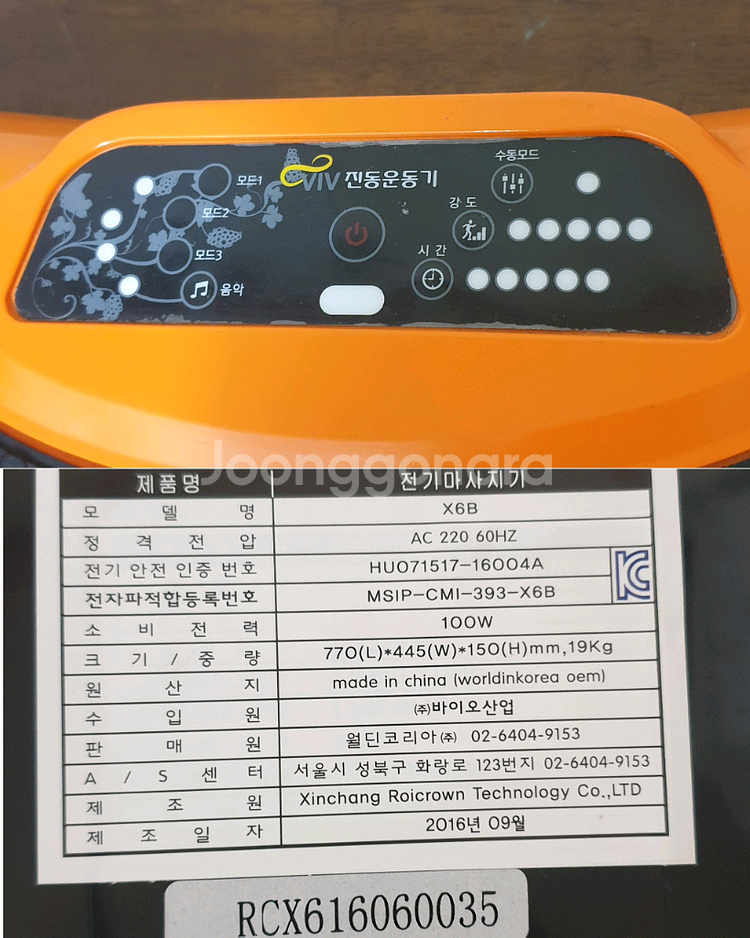 수동모드
모드1
VIV 진동운동기
강도
모드2
모드3
시간
음악
Joonggonara
제품명 전기마사지기
모델명 X6B
정격전압 AC 220 60HZ
전기 안전 인증 번호 HU071517-16004A
전자파적합등록번호 MSIP-CMI-393-X6B
소비전력 100W
크기/중량 770(L)*445(W)*150(H)mm,19Kg
원산지 made in china (worldinkorea oem)
수입원 ㈜바이오산업
판매원 월딘코리아㈜ 02-6404-9153
A/S센터 서울시 성북구 화랑로 123번지 02-6404-9153
제조원 Xinchang Roicrown Technology Co.,LTD
제조일자 2016년 09월
RCX616060035